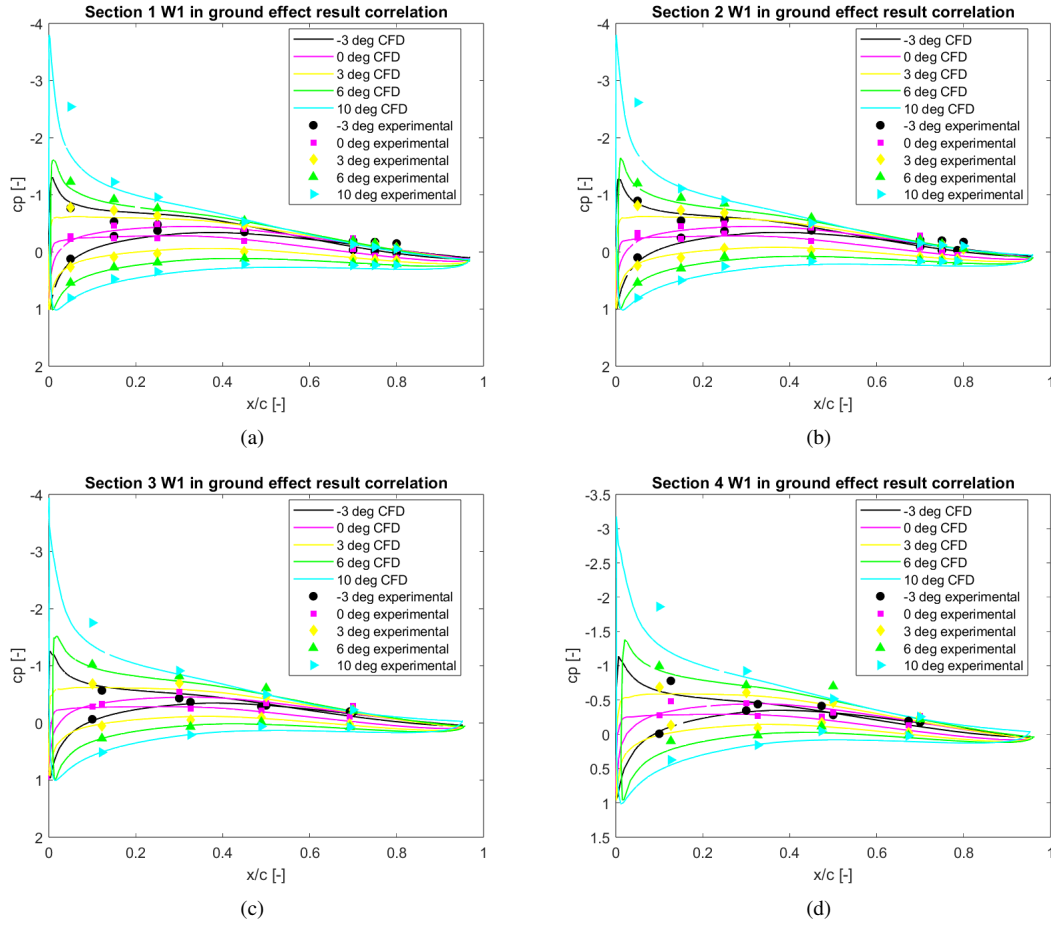 Section 1 W1 in ground effect result correlation
-4
-3
-2
-1
0
1
2
cp [-]
0
0.2
0.4
0.6
0.8
1
x/c [-]
-3 deg CFD
0 deg CFD
3 deg CFD
6 deg CFD
10 deg CFD
-3 deg experimental
0 deg experimental
3 deg experimental
6 deg experimental
10 deg experimental
(a)
Section 2 W1 in ground effect result correlation
-4
-3
-2
-1
0
1
2
cp [-]
0
0.2
0.4
0.6
0.8
1
x/c [-]
-3 deg CFD
0 deg CFD
3 deg CFD
6 deg CFD
10 deg CFD
-3 deg experimental
0 deg experimental
3 deg experimental
6 deg experimental
10 deg experimental
(b)
Section 3 W1 in ground effect result correlation
-4
-3
-2
-1
0
1
2
cp [-]
0
0.2
0.4
0.6
0.8
1
x/c [-]
-3 deg CFD
0 deg CFD
3 deg CFD
6 deg CFD
10 deg CFD
-3 deg experimental
0 deg experimental
3 deg experimental
6 deg experimental
10 deg experimental
(c)
Section 4 W1 in ground effect result correlation
-3.5
-3
-2.5
-2
-1.5
-1
-0.5
0
0.5
1
1.5
cp [-]
0
0.2
0.4
0.6
0.8
1
x/c [-]
-3 deg CFD
0 deg CFD
3 deg CFD
6 deg CFD
10 deg CFD
-3 deg experimental
0 deg experimental
3 deg experimental
6 deg experimental
10 deg experimental
(d)